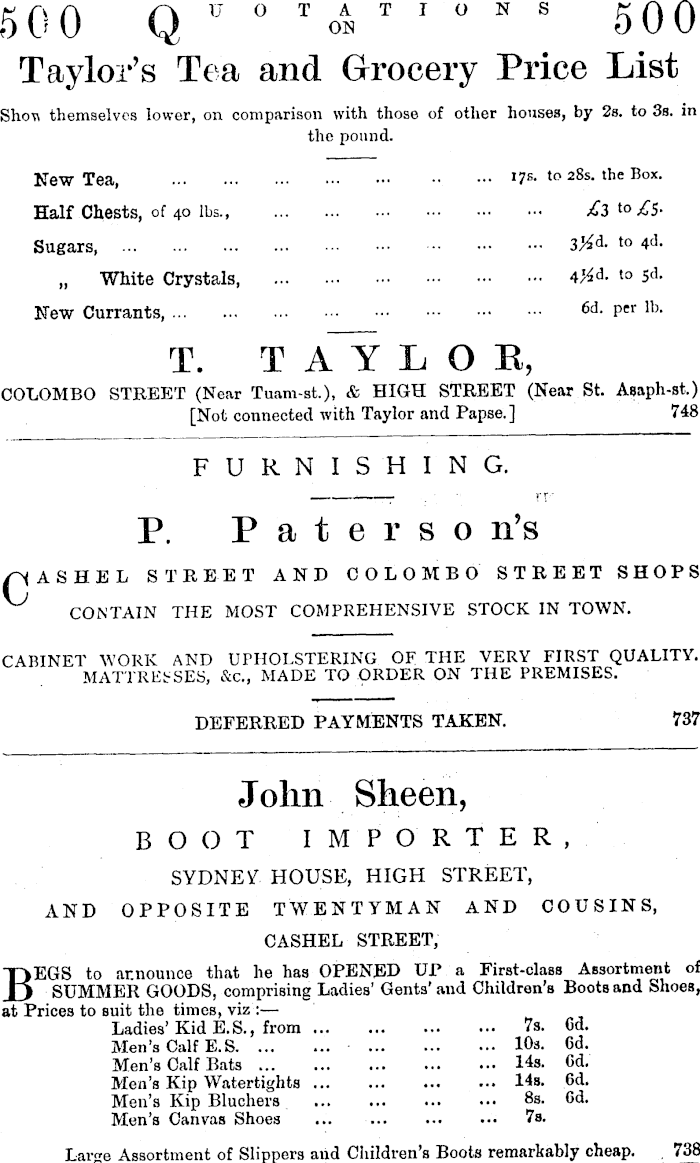 500 QUOTATIONS 500
ON
Taylor's Tea and Grocery Price List
Show themselves lower, on comparison with those of other houses, by 2s. to 3s. in
the pound.
New Tea, ... ... ... ... ... .. ... 17s. to 28s. the Box.
Half Chests, of 40 lbs., ... ... ... ... ... ... £3 to £5.
Sugars, ... ... ... ... ... ... ... ... ... 3½d. to 4d.
„ White Crystals, ... ... ... ... ... ... 4½d. to 5d.
New Currants, ... ... ... ... ... ... ... ... 6d. per lb.
T. TAYLOR,
COLOMBO STREET (Near Tuam-st.), & HIGH STREET (Near St. Asaph-st.)
[Not connected with Taylor and Papse.] 748
FURNISHING.
P. Paterson's
CASHEL STREET AND COLOMBO STREET SHOPS
CONTAIN THE MOST COMPREHENSIVE STOCK IN TOWN.
CABINET WORK AND UPHOLSTERING OF THE VERY FIRST QUALITY.
MATTRESSES, &c., MADE TO ORDER ON THE PREMISES.
DEFERRED PAYMENTS TAKEN. 737
John Sheen,
BOOT IMPORTER,
SYDNEY HOUSE, HIGH STREET,
AND OPPOSITE TWENTYMAN AND COUSINS,
CASHEL STREET,
BEGS to announce that he has OPENED UP a First-class Assortment of
SUMMER GOODS, comprising Ladies' Gents' and Children's Boots and Shoes,
at Prices to suit the times, viz :—
Ladies' Kid E.S., from ... ... ... ... 7s. 6d.
Men's Calf E.S. ... ... ... ... ... 10s. 6d.
Men's Calf Bats ... ... ... ... ... 14s. 6d.
Men's Kip Watertights ... ... ... ... 14s. 6d.
Men's Kip Bluchers ... ... ... ... 8s. 6d.
Men's Canvas Shoes ... ... ... ... 7s.
Large Assortment of Slippers and Children's Boots remarkably cheap. 738